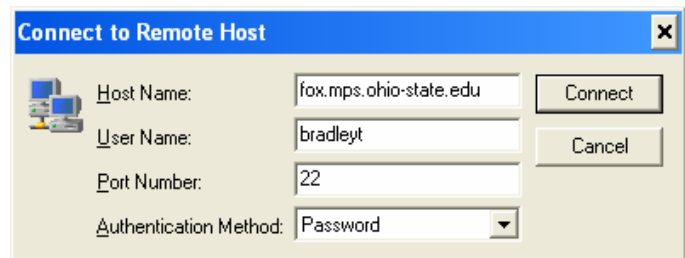 Connect to Remote Host
Host Name: fox.mps.ohio-state.edu Connect
User Name: bradleyt Cancel
Port Number: 22
Authentication Method: Password